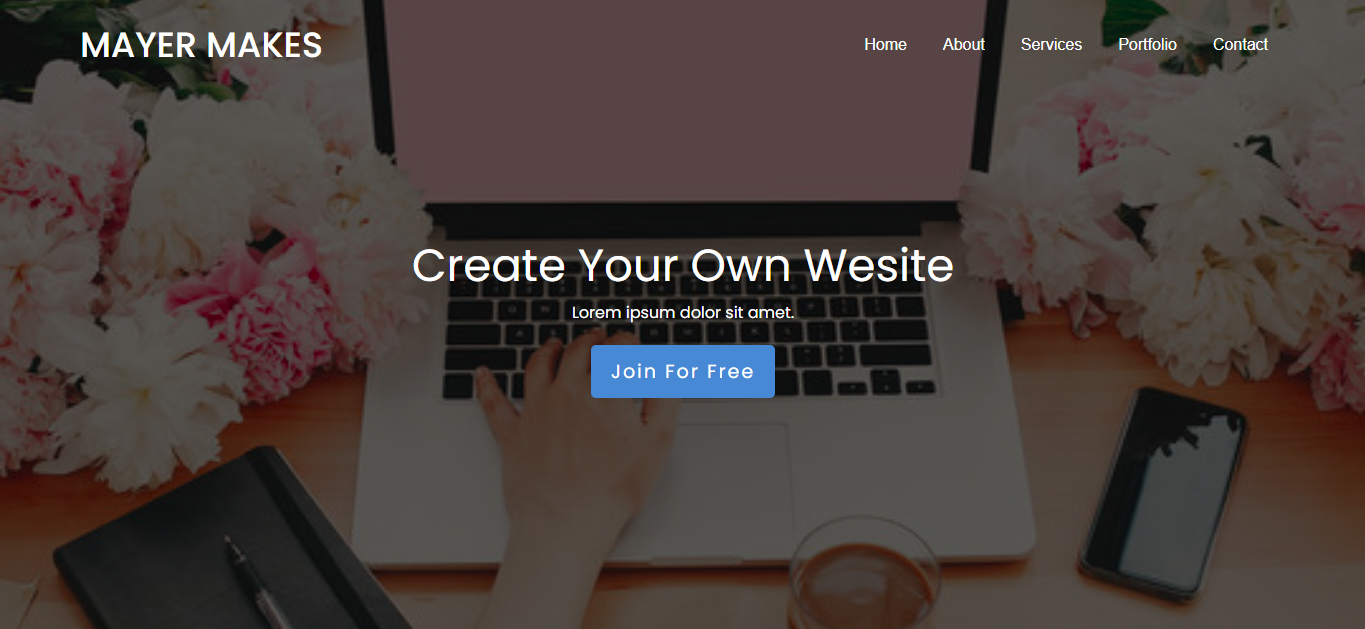 MAYER MAKES
Home About Services Portfolio Contact
Create Your Own Wesite
Lorem ipsum dolor sit amet.
Join For Free